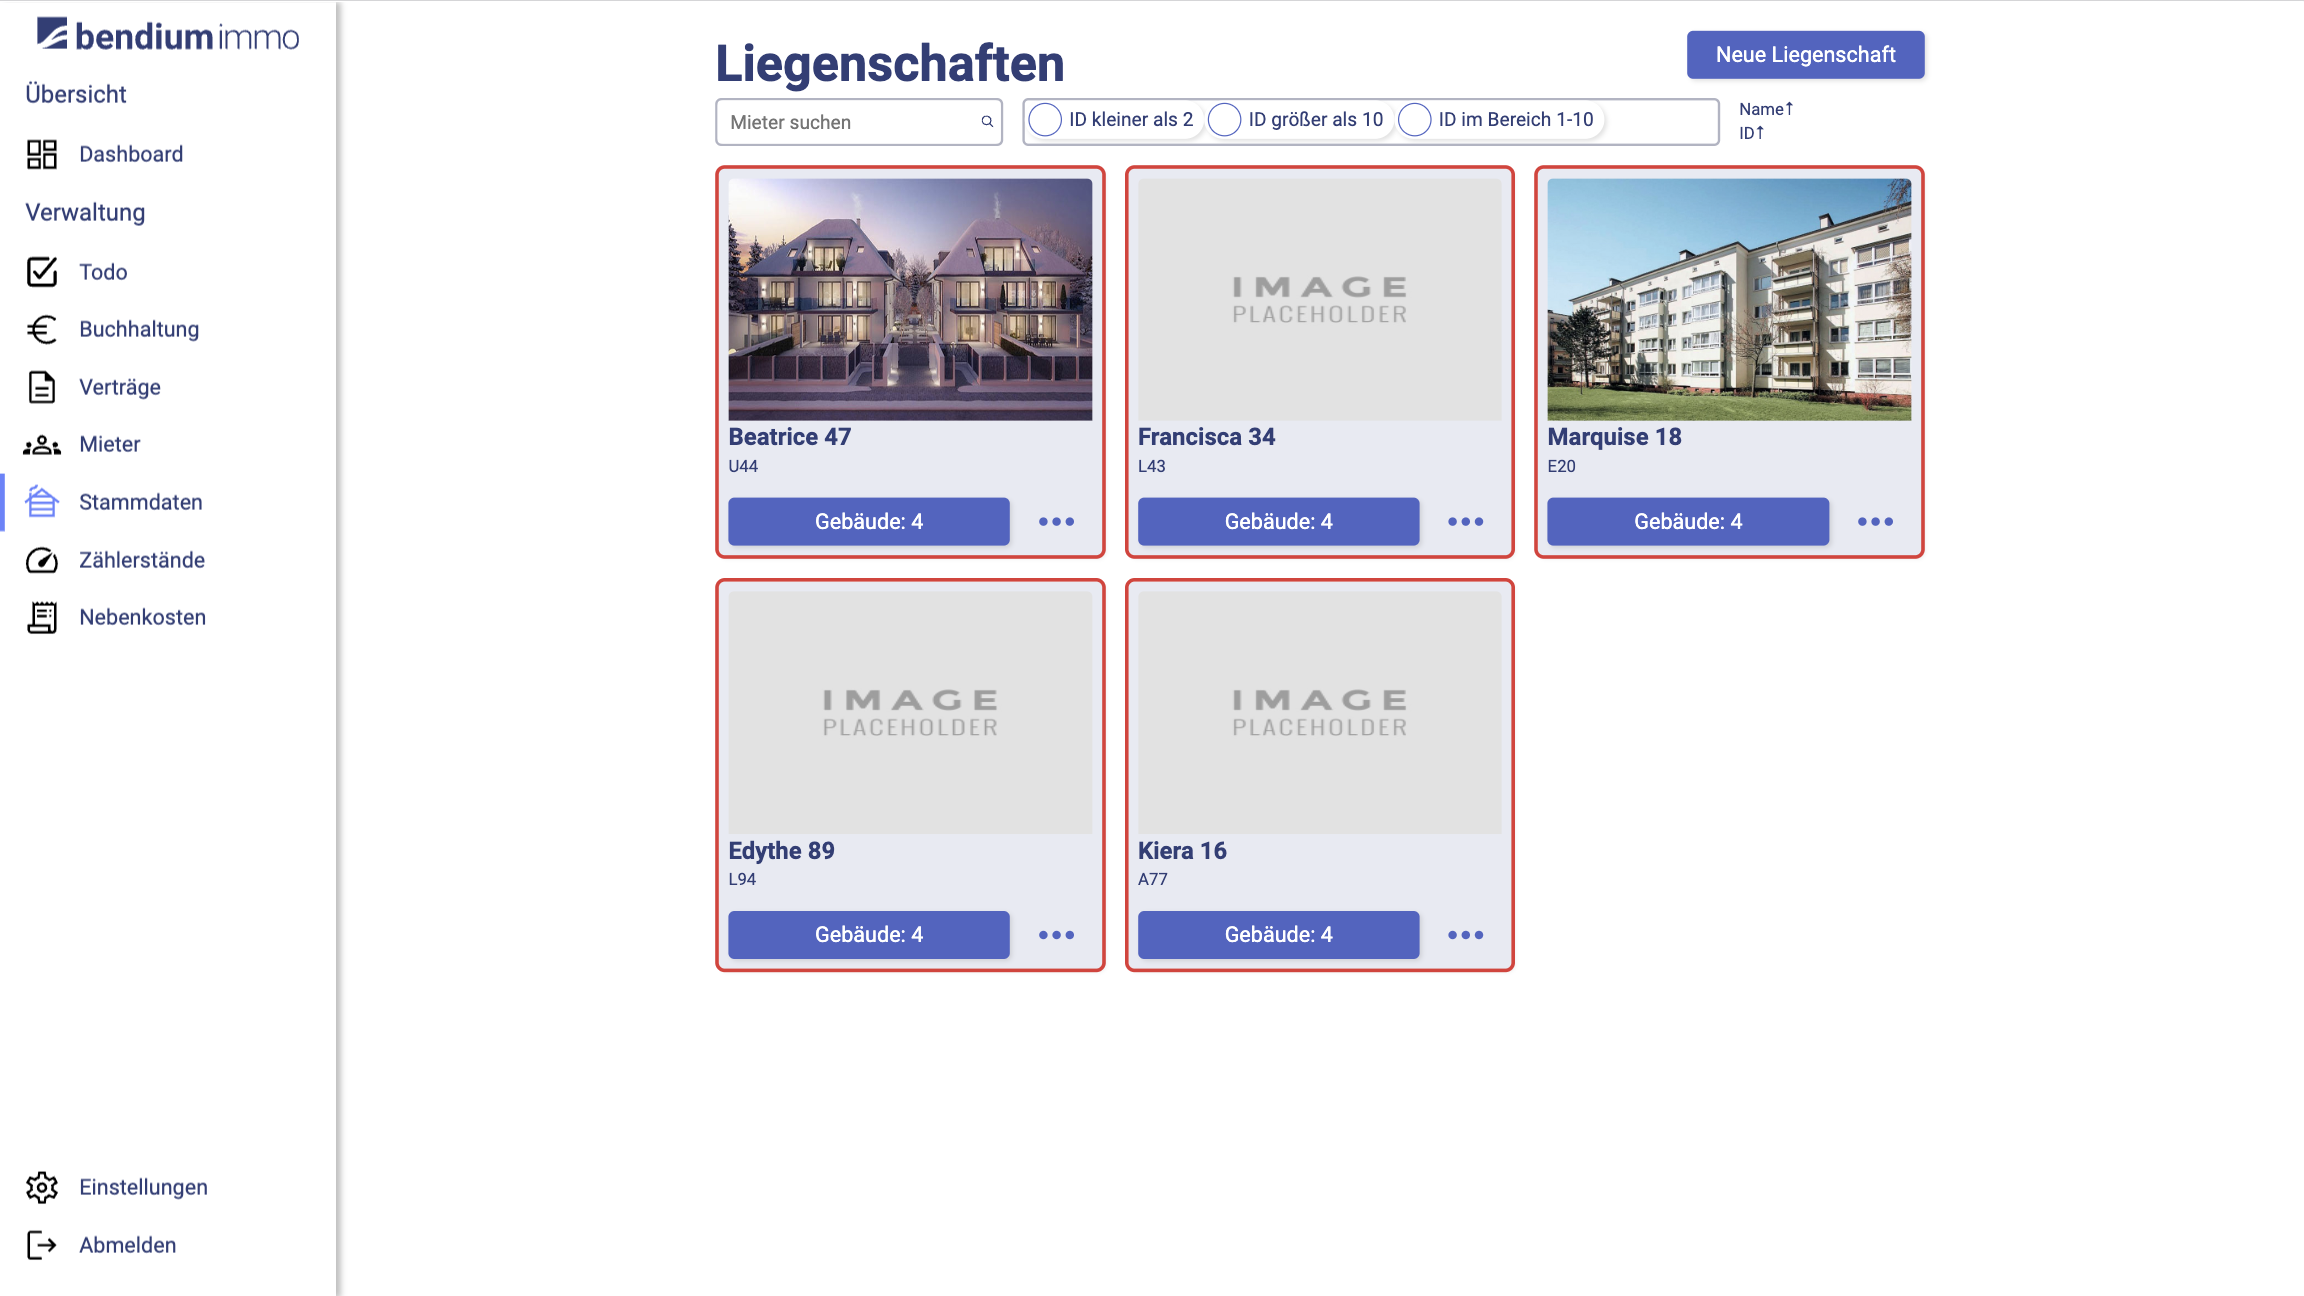 bendium immo
Übersicht
Dashboard
Verwaltung
Todo
Buchhaltung
Verträge
Mieter
Stammdaten
Zählerstände
Nebenkosten
Einstellungen
Abmelden
Liegenschaften
Neue Liegenschaft
Mieter suchen
ID kleiner als 2
ID größer als 10
ID im Bereich 1-10
Name↑
ID↑
Beatrice 47
U44
Gebäude: 4
IMAGE
PLACEHOLDER
Francisca 34
L43
Gebäude: 4
Marquise 18
E20
Gebäude: 4
IMAGE
PLACEHOLDER
Edythe 89
L94
Gebäude: 4
IMAGE
PLACEHOLDER
Kiera 16
A77
Gebäude: 4